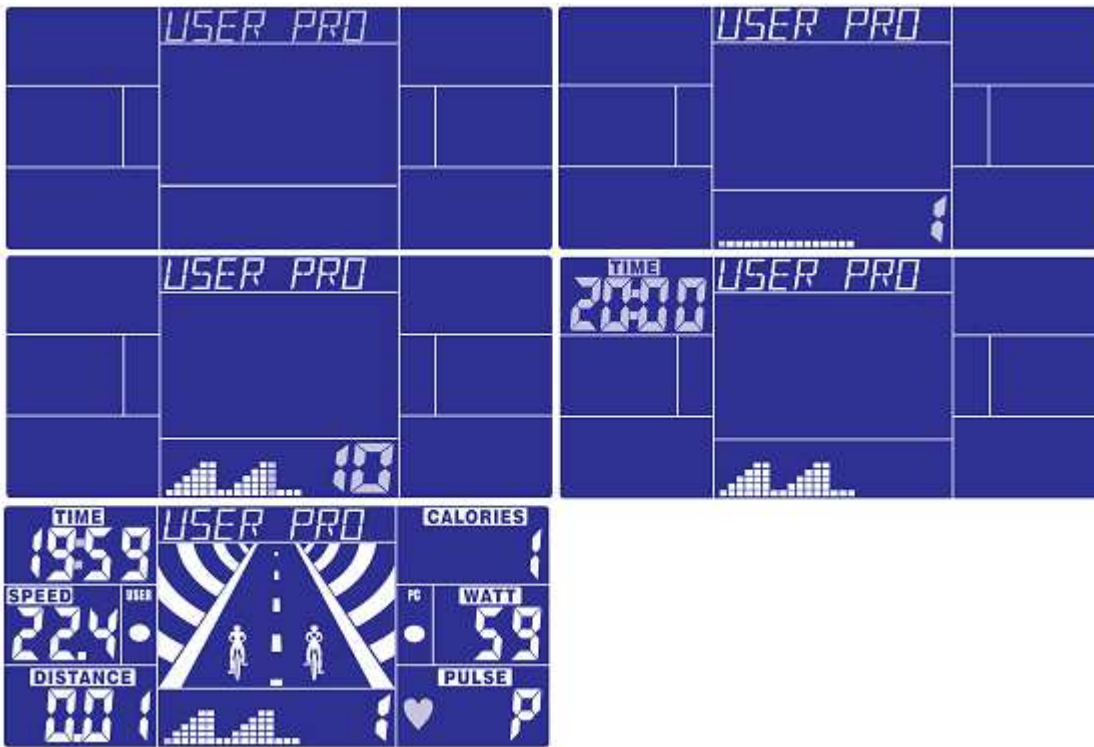 USER PRO
USER PRO
1
USER PRO
10
TIME
20:00
USER PRO
TIME
19:59
USER PRO
CALORIES
1
SPEED
22.4
USER
PC
WATT
59
DISTANCE
0.01
1
PULSE
P